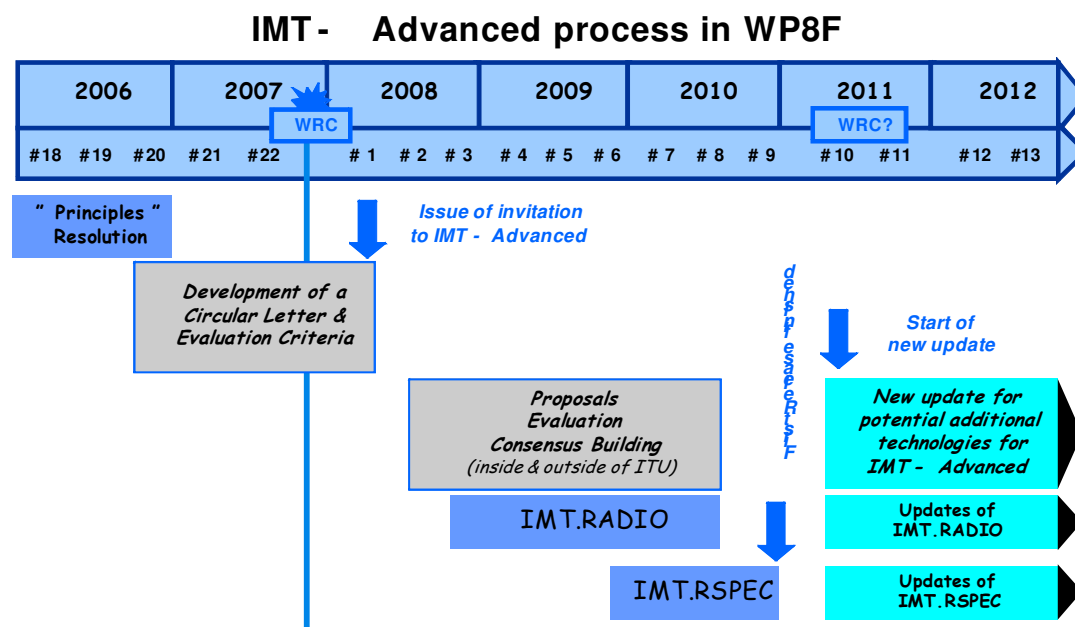 IMT - Advanced process in WP8F
2006 2007 2008 2009 2010 2011 2012
WRC WRC?
#18 #19 #20 #21 #22 # 1 # 2 # 3 # 4 # 5 # 6 # 7 # 8 # 9 # 10 # 11 # 12 #13
" Principles "
Resolution
Issue of invitation
to IMT - Advanced
Development of a
Circular Letter &
Evaluation Criteria
First Release finished
Start of
new update
Proposals
Evaluation
Consensus Building
(inside & outside of ITU)
New update for
potential additional
technologies for
IMT - Advanced
IMT.RADIO
Updates of
IMT.RADIO
IMT.RSPEC
Updates of
IMT.RSPEC